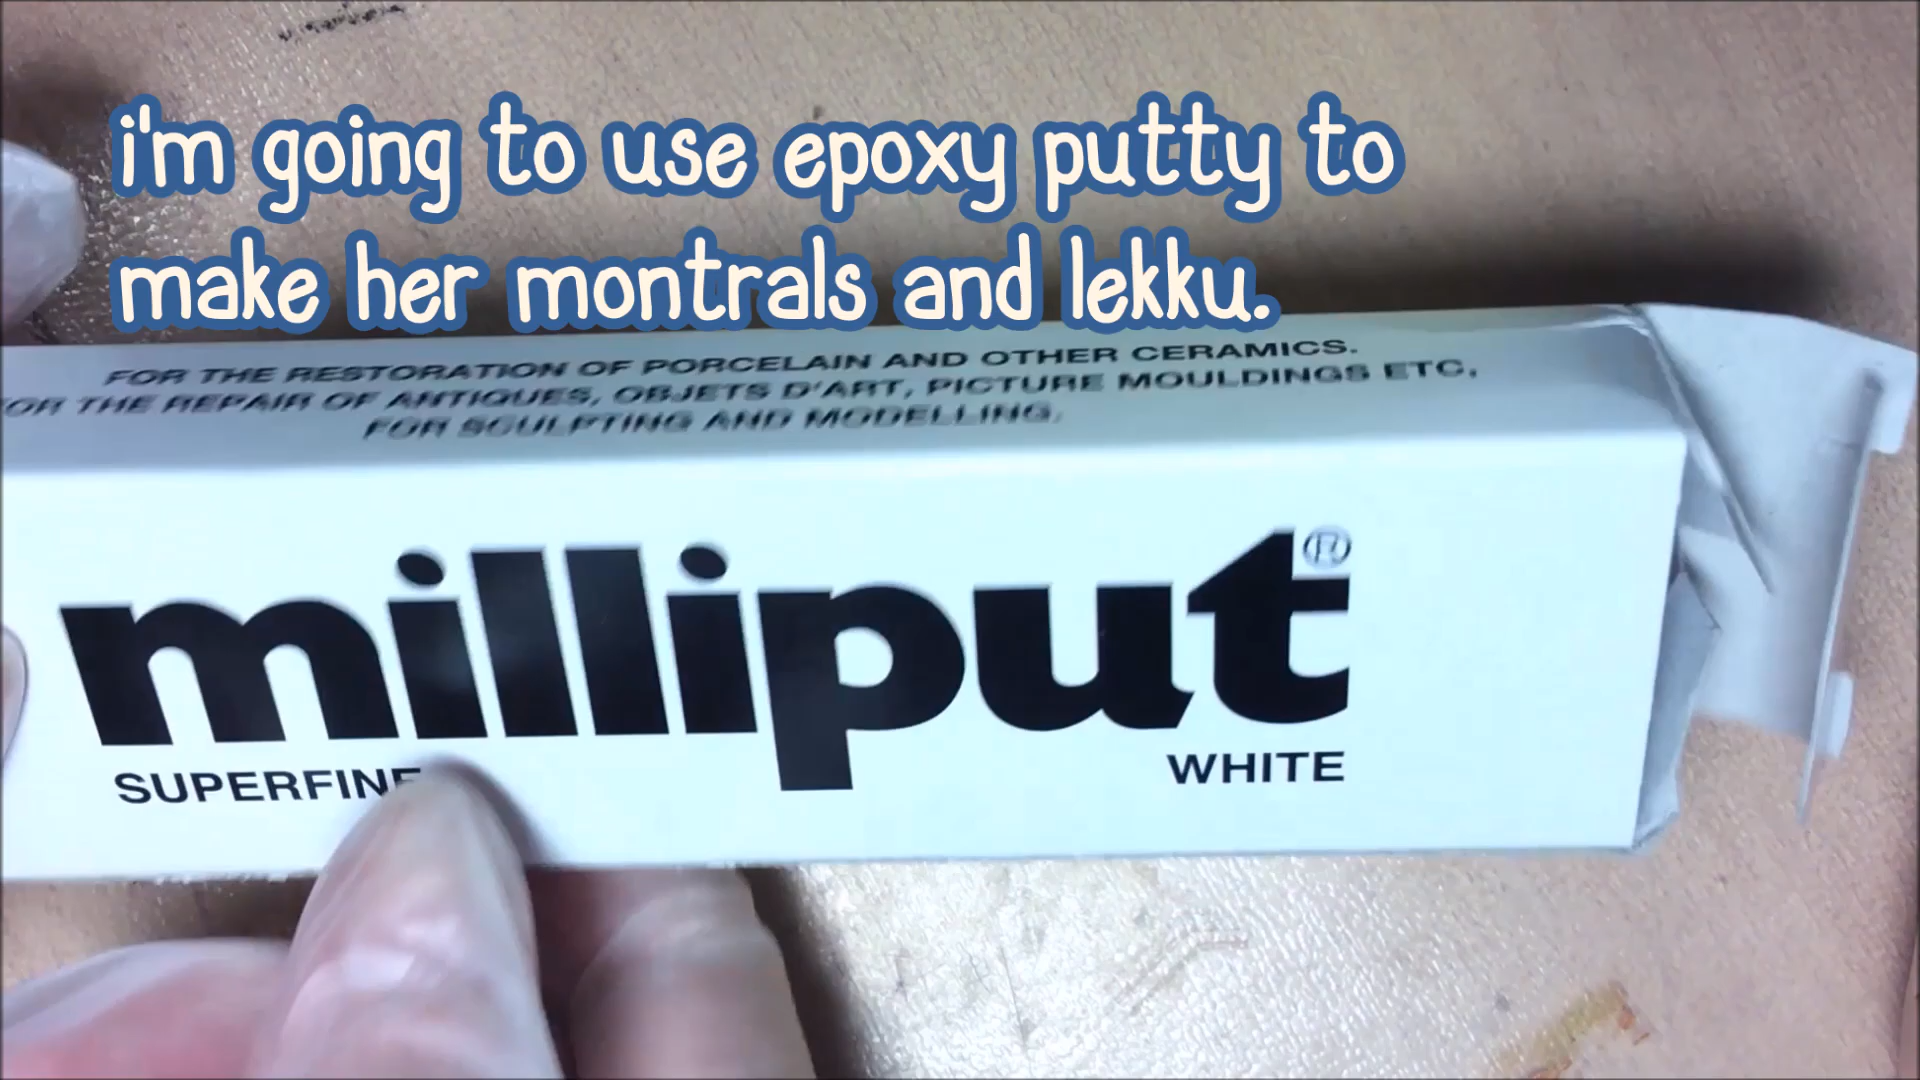 i'm going to use epoxy putty to
make her montrals and lekku.
FOR THE RESTORATION OF PORCELAIN AND OTHER CERAMICS.
FOR THE REPAIR OF ANTIQUES, OBJETS D'ART, PICTURE MOULDINGS ETC,
FOR SCULPTING AND MODELLING.
milliput®
SUPERFINE WHITE